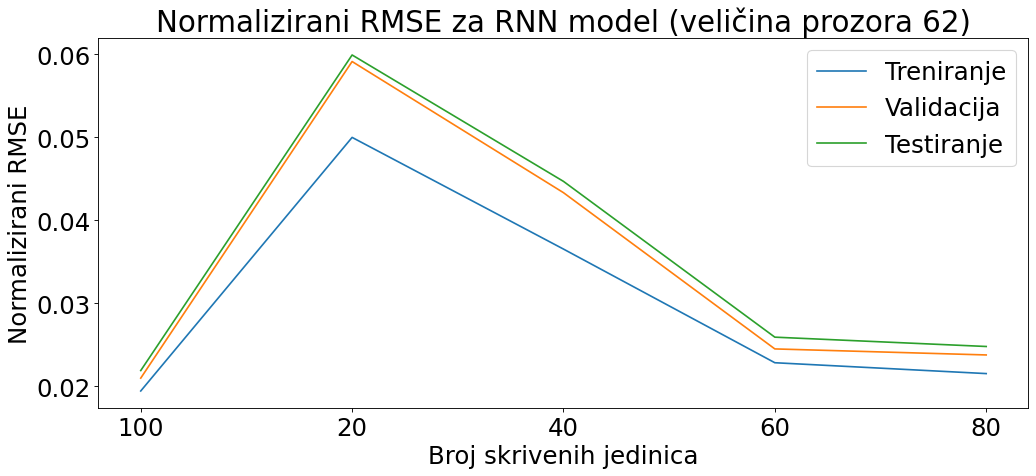 Normalizirani RMSE za RNN model (veličina prozora 62)
Normalizirani RMSE
0.06
0.05
0.04
0.03
0.02
Treniranje
Validacija
Testiranje
100 20 40 60 80
Broj skrivenih jedinica